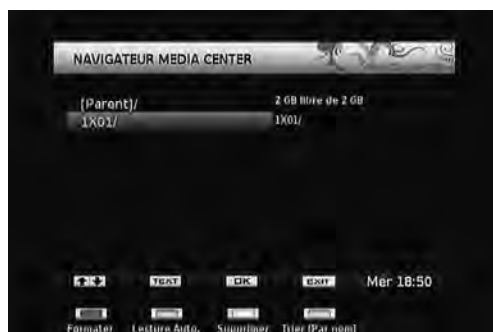 NAVIGATEUR MEDIA CENTER
[Parent]/ 2 GB libre de 2 GB
1X01/ 1X01/
TEXT OK EXIT Mer 18:50
Formater Lecture Auto. Supprimer Trier (Par nom)